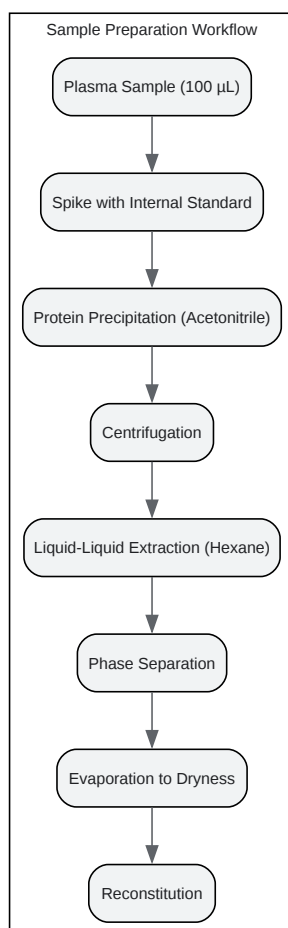 Sample Preparation Workflow
Plasma Sample (100 µL)
Spike with Internal Standard
Protein Precipitation (Acetonitrile)
Centrifugation
Liquid-Liquid Extraction (Hexane)
Phase Separation
Evaporation to Dryness
Reconstitution